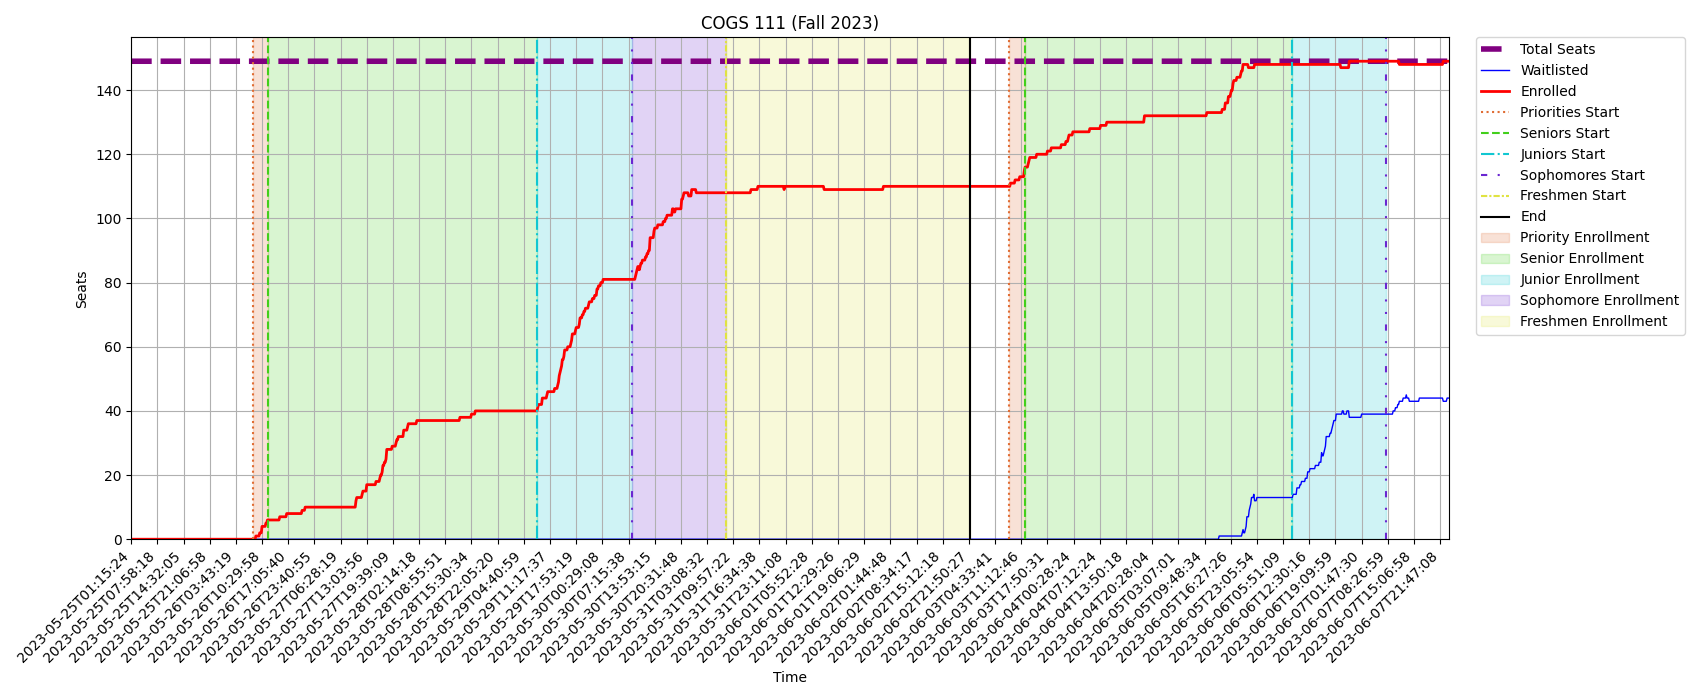 COGS 111 (Fall 2023)
Seats
140
120
100
80
60
40
20
0
2023-05-25T01:15:24
2023-05-25T07:58:18
2023-05-25T14:32:05
2023-05-25T21:06:58
2023-05-26T03:43:19
2023-05-26T10:29:58
2023-05-26T17:05:40
2023-05-26T23:40:55
2023-05-27T06:28:19
2023-05-27T13:03:56
2023-05-27T19:39:09
2023-05-28T02:14:18
2023-05-28T08:55:51
2023-05-28T15:30:34
2023-05-28T22:05:20
2023-05-29T04:40:59
2023-05-29T11:17:37
2023-05-29T17:53:19
2023-05-30T00:29:08
2023-05-30T07:15:38
2023-05-30T13:53:15
2023-05-30T20:31:48
2023-05-31T03:08:32
2023-05-31T09:57:22
2023-05-31T16:34:38
2023-05-31T23:11:08
2023-06-01T05:52:28
2023-06-01T12:29:26
2023-06-01T19:06:29
2023-06-02T01:44:48
2023-06-02T08:34:17
2023-06-02T15:12:18
2023-06-02T21:50:27
2023-06-03T04:33:41
2023-06-03T11:12:46
2023-06-03T17:50:31
2023-06-04T00:28:24
2023-06-04T07:12:24
2023-06-04T13:50:18
2023-06-04T20:28:04
2023-06-05T03:07:01
2023-06-05T09:48:34
2023-06-05T16:27:26
2023-06-05T23:05:54
2023-06-06T05:51:09
2023-06-06T12:30:16
2023-06-06T19:09:59
2023-06-07T01:47:30
2023-06-07T08:26:59
2023-06-07T15:06:58
2023-06-07T21:47:08
Time
Total Seats
Waitlisted
Enrolled
Priorities Start
Seniors Start
Juniors Start
Sophomores Start
Freshmen Start
End
Priority Enrollment
Senior Enrollment
Junior Enrollment
Sophomore Enrollment
Freshmen Enrollment